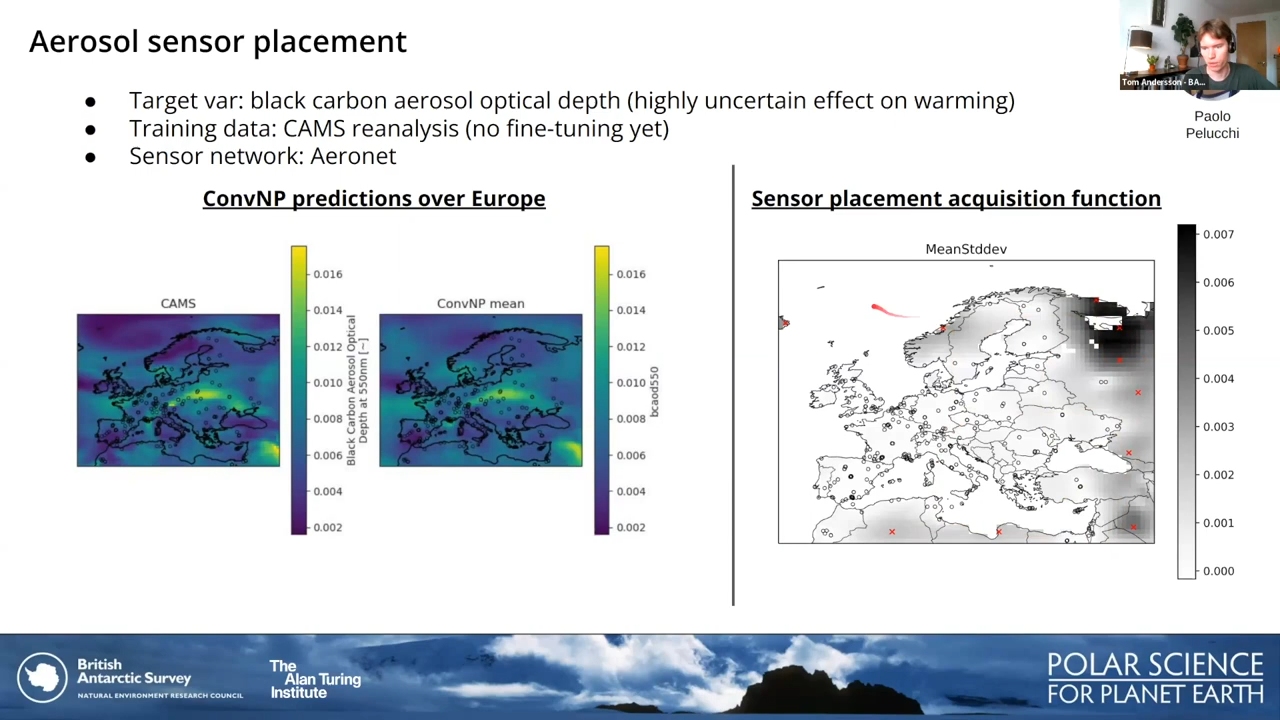 Aerosol sensor placement
Tom Andersson - BA...
Paolo
Pelucchi
● Target var: black carbon aerosol optical depth (highly uncertain effect on warming)
● Training data: CAMS reanalysis (no fine-tuning yet)
● Sensor network: Aeronet
ConvNP predictions over Europe
CAMS
0.016
0.014
0.012
0.010
0.008
0.006
0.004
0.002
Black Carbon Aerosol Optical
Depth at 550nm [~]
ConvNP mean
0.016
0.014
0.012
0.010
0.008
0.006
0.004
0.002
bcaod550
Sensor placement acquisition function
MeanStddev
0.007
0.006
0.005
0.004
0.003
0.002
0.001
0.000
British
Antarctic Survey
NATURAL ENVIRONMENT RESEARCH COUNCIL
The
Alan Turing
Institute
POLAR SCIENCE
FOR PLANET EARTH